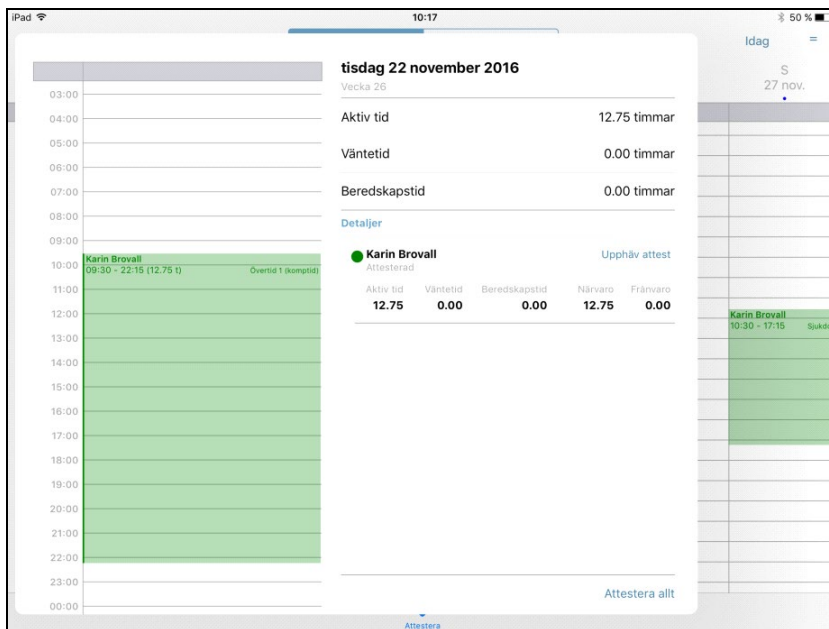 iPad
10:17
50 %
Idag
S
27 nov.
tisdag 22 november 2016
Vecka 26
Aktiv tid 12.75 timmar
Väntetid 0.00 timmar
Beredskapstid 0.00 timmar
Detaljer
Karin Brovall Upphäv attest
Attesterad
Aktiv tid Väntetid Beredskapstid Närvaro Frånvaro
12.75 0.00 0.00 12.75 0.00
Attestera allt
03:00
04:00
05:00
06:00
07:00
08:00
09:00
10:00
11:00
12:00
13:00
14:00
15:00
16:00
17:00
18:00
19:00
20:00
21:00
22:00
23:00
00:00
Karin Brovall
09:30 - 22:15 (12.75 t) Övertid 1 (komptid)
Karin Brovall
10:30 - 17:15
Attestera